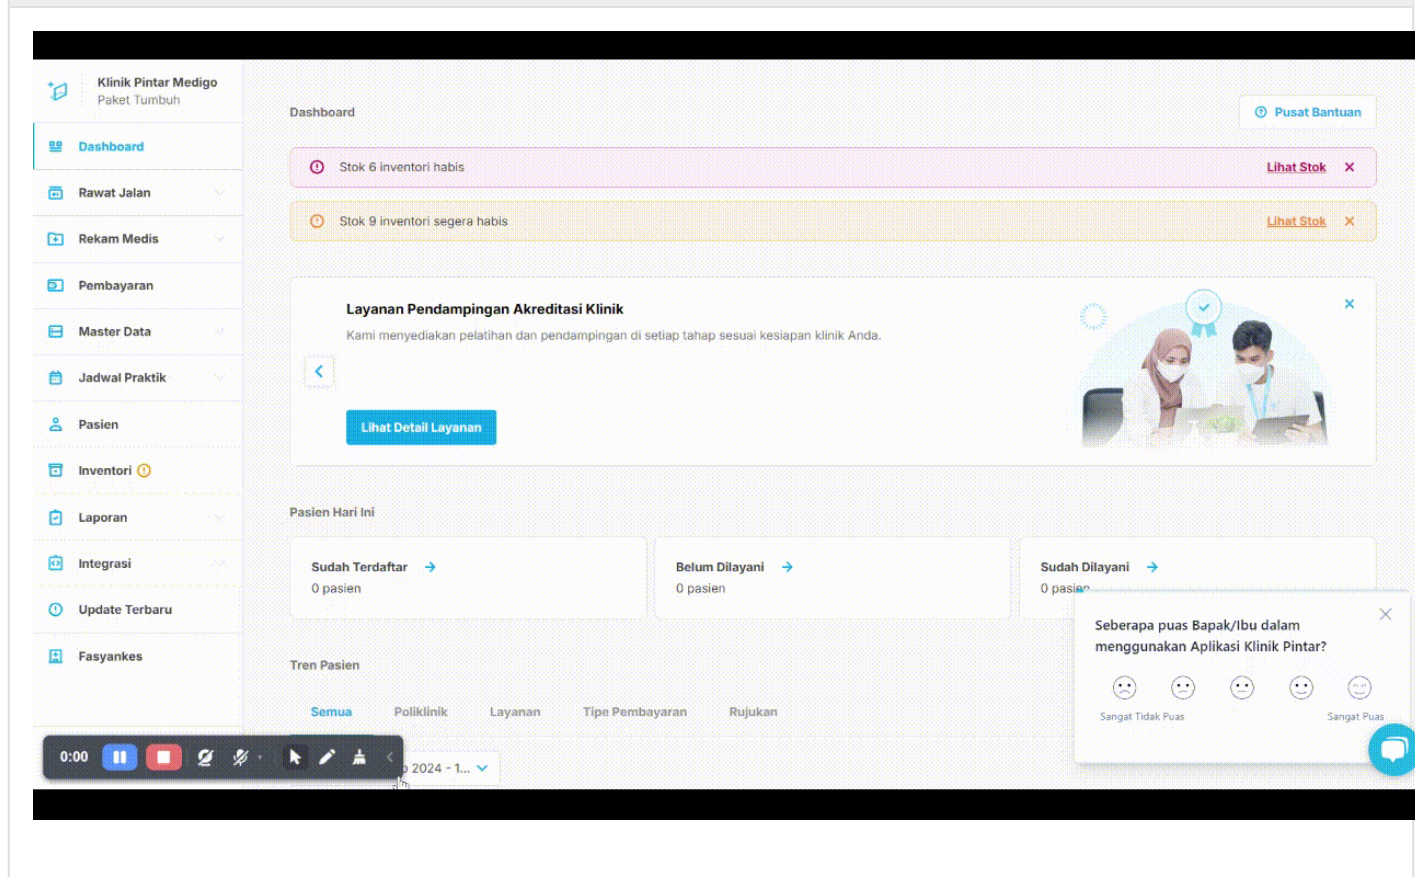 Klinik Pintar Medigo
Paket Tumbuh
Dashboard
Rawat Jalan
Rekam Medis
Pembayaran
Master Data
Jadwal Praktik
Pasien
Inventori
Laporan
Integrasi
Update Terbaru
Fasyankes
Dashboard
Pusat Bantuan
Stok 6 inventori habis
Lihat Stok
Stok 9 inventori segera habis
Lihat Stok
Layanan Pendampingan Akreditasi Klinik
Kami menyediakan pelatihan dan pendampingan di setiap tahap sesuai kesiapan klinik Anda.
Lihat Detail Layanan
Pasien Hari Ini
Sudah Terdaftar
0 pasien
Belum Dilayani
0 pasien
Sudah Dilayani
0 pasien
Tren Pasien
Semua Poliklinik Layanan Tipe Pembayaran Rujukan
2024 - 1...
0:00
Seberapa puas Bapak/Ibu dalam
menggunakan Aplikasi Klinik Pintar?
Sangat Tidak Puas
Sangat Puas